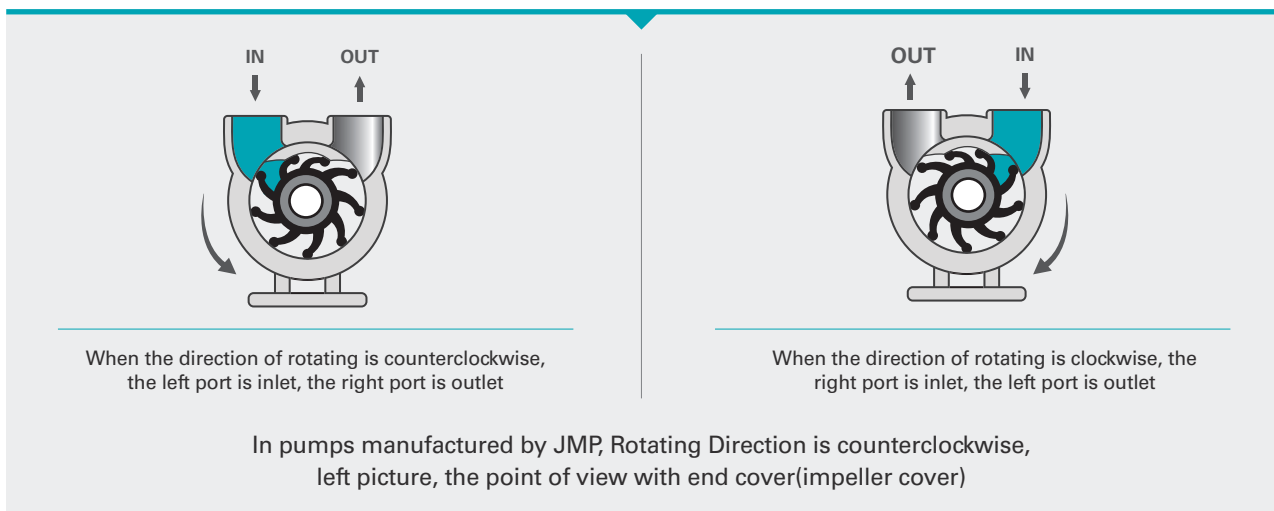 IN
OUT
When the direction of rotating is counterclockwise,
the left port is inlet, the right port is outlet
OUT
IN
When the direction of rotating is clockwise, the
right port is inlet, the left port is outlet
In pumps manufactured by JMP, Rotating Direction is counterclockwise,
left picture, the point of view with end cover(impeller cover)